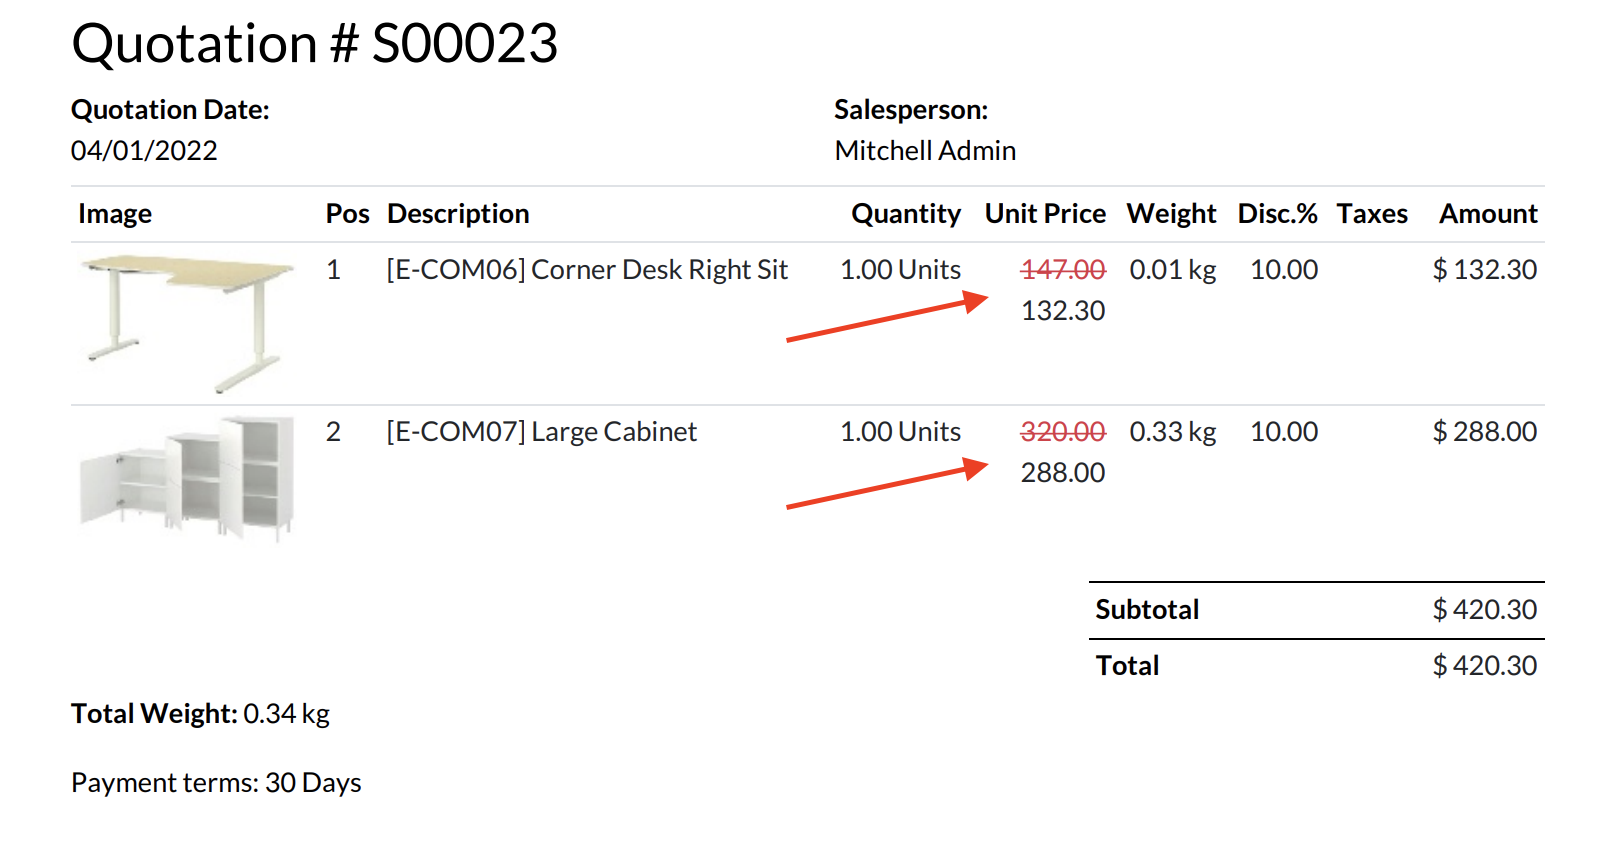 Quotation # S00023
Quotation Date:
04/01/2022
Salesperson:
Mitchell Admin
Image Pos Description Quantity Unit Price Weight Disc.% Taxes Amount
1 [E-COM06] Corner Desk Right Sit 1.00 Units 147.00 0.01 kg 10.00 $ 132.30
132.30
2 [E-COM07] Large Cabinet 1.00 Units 320.00 0.33 kg 10.00 $ 288.00
288.00
Subtotal $ 420.30
Total $ 420.30
Total Weight: 0.34 kg
Payment terms: 30 Days